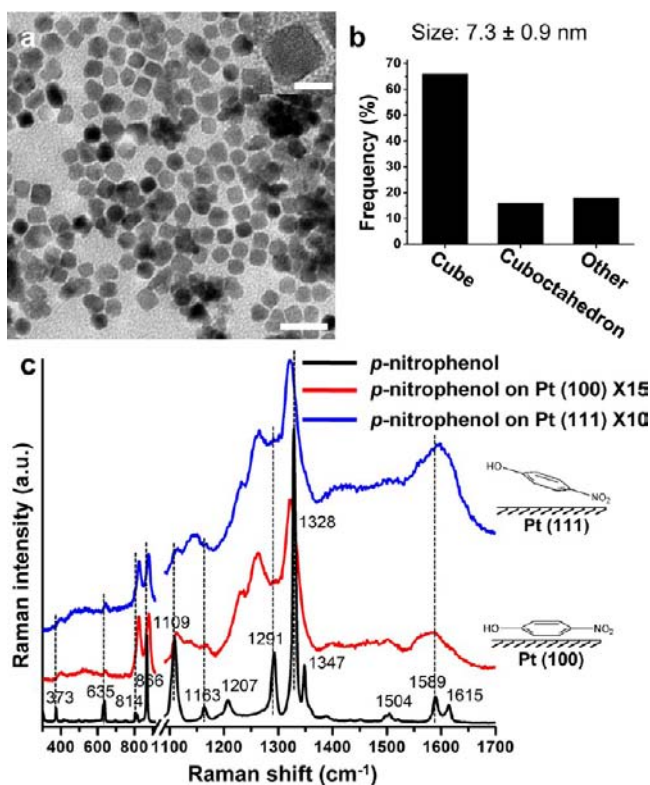 a
b
Size: 7.3 ± 0.9 nm
Frequency (%)
70
60
50
40
30
20
10
0
Cube
Cuboctahedron
Other
c
p-nitrophenol
p-nitrophenol on Pt (100) X15
p-nitrophenol on Pt (111) X10
HO
NO2
Pt (111)
HO
NO2
Pt (100)
Raman intensity (a.u.)
373
635
814
866
1109
1163
1207
1291
1328
1347
1504
1589
1615
300 400 600 800 1100 1200 1300 1400 1500 1600 1700
Raman shift (cm-1)